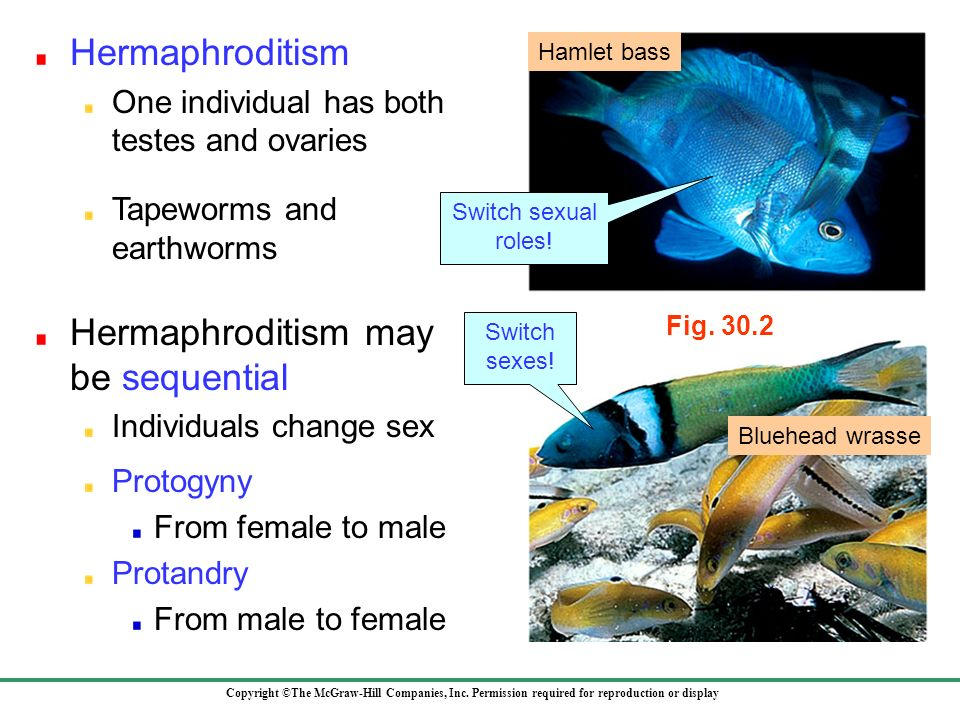 Hermaphroditism
One individual has both
testes and ovaries
Tapeworms and
earthworms
Hermaphroditism may
be sequential
Individuals change sex
Protogyny
From female to male
Protandry
From male to female
Hamlet bass
Switch sexual
roles!
Fig. 30.2
Switch
sexes!
Bluehead wrasse
Copyright ©The McGraw-Hill Companies, Inc. Permission required for reproduction or display